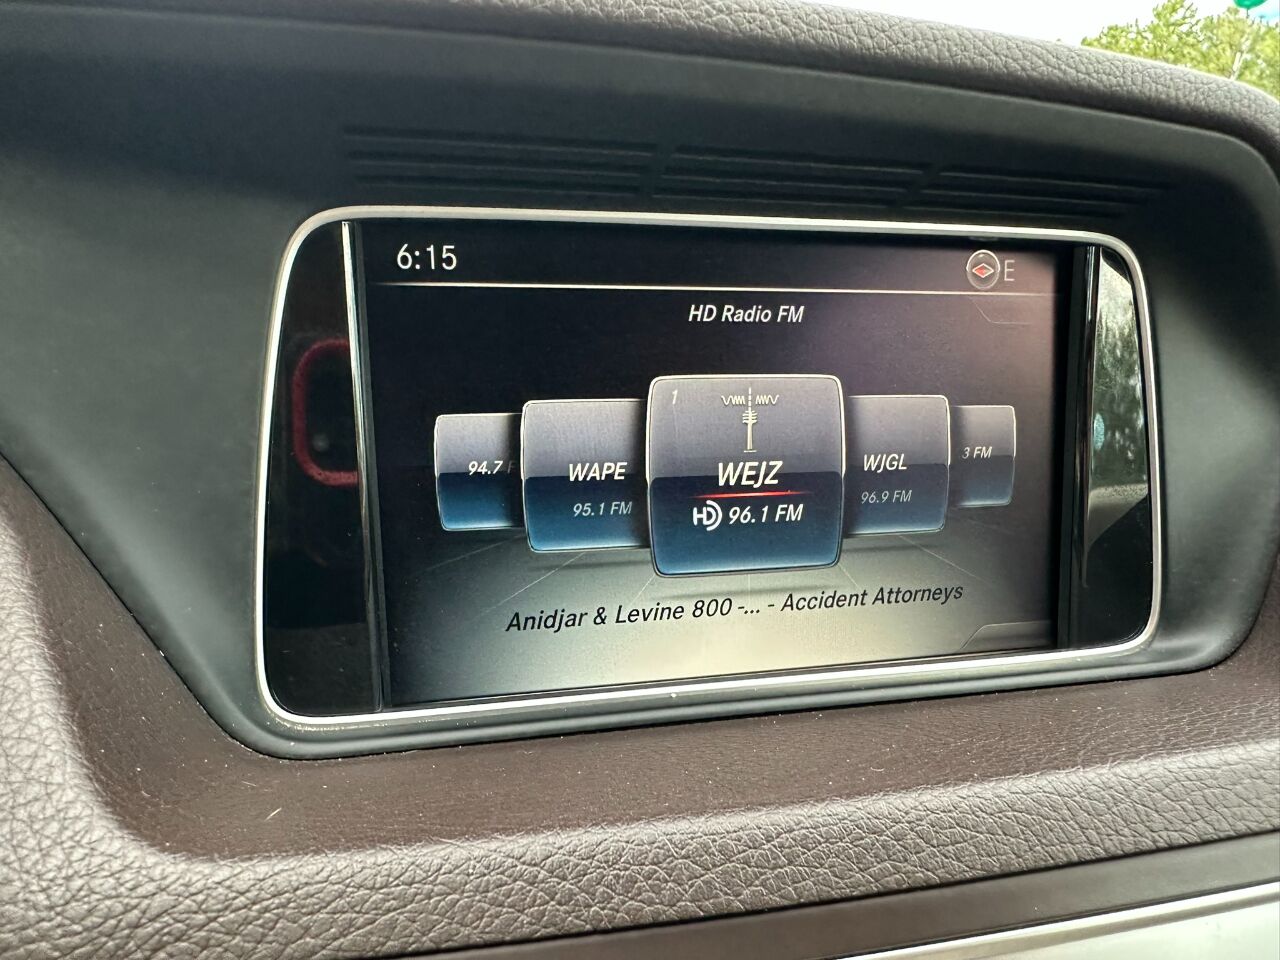 6:15
E
HD Radio FM
1
94.7 F
WAPE
95.1 FM
WEJZ
HD 96.1 FM
WJGL
96.9 FM
3 FM
Anidjar & Levine 800 -... - Accident Attorneys